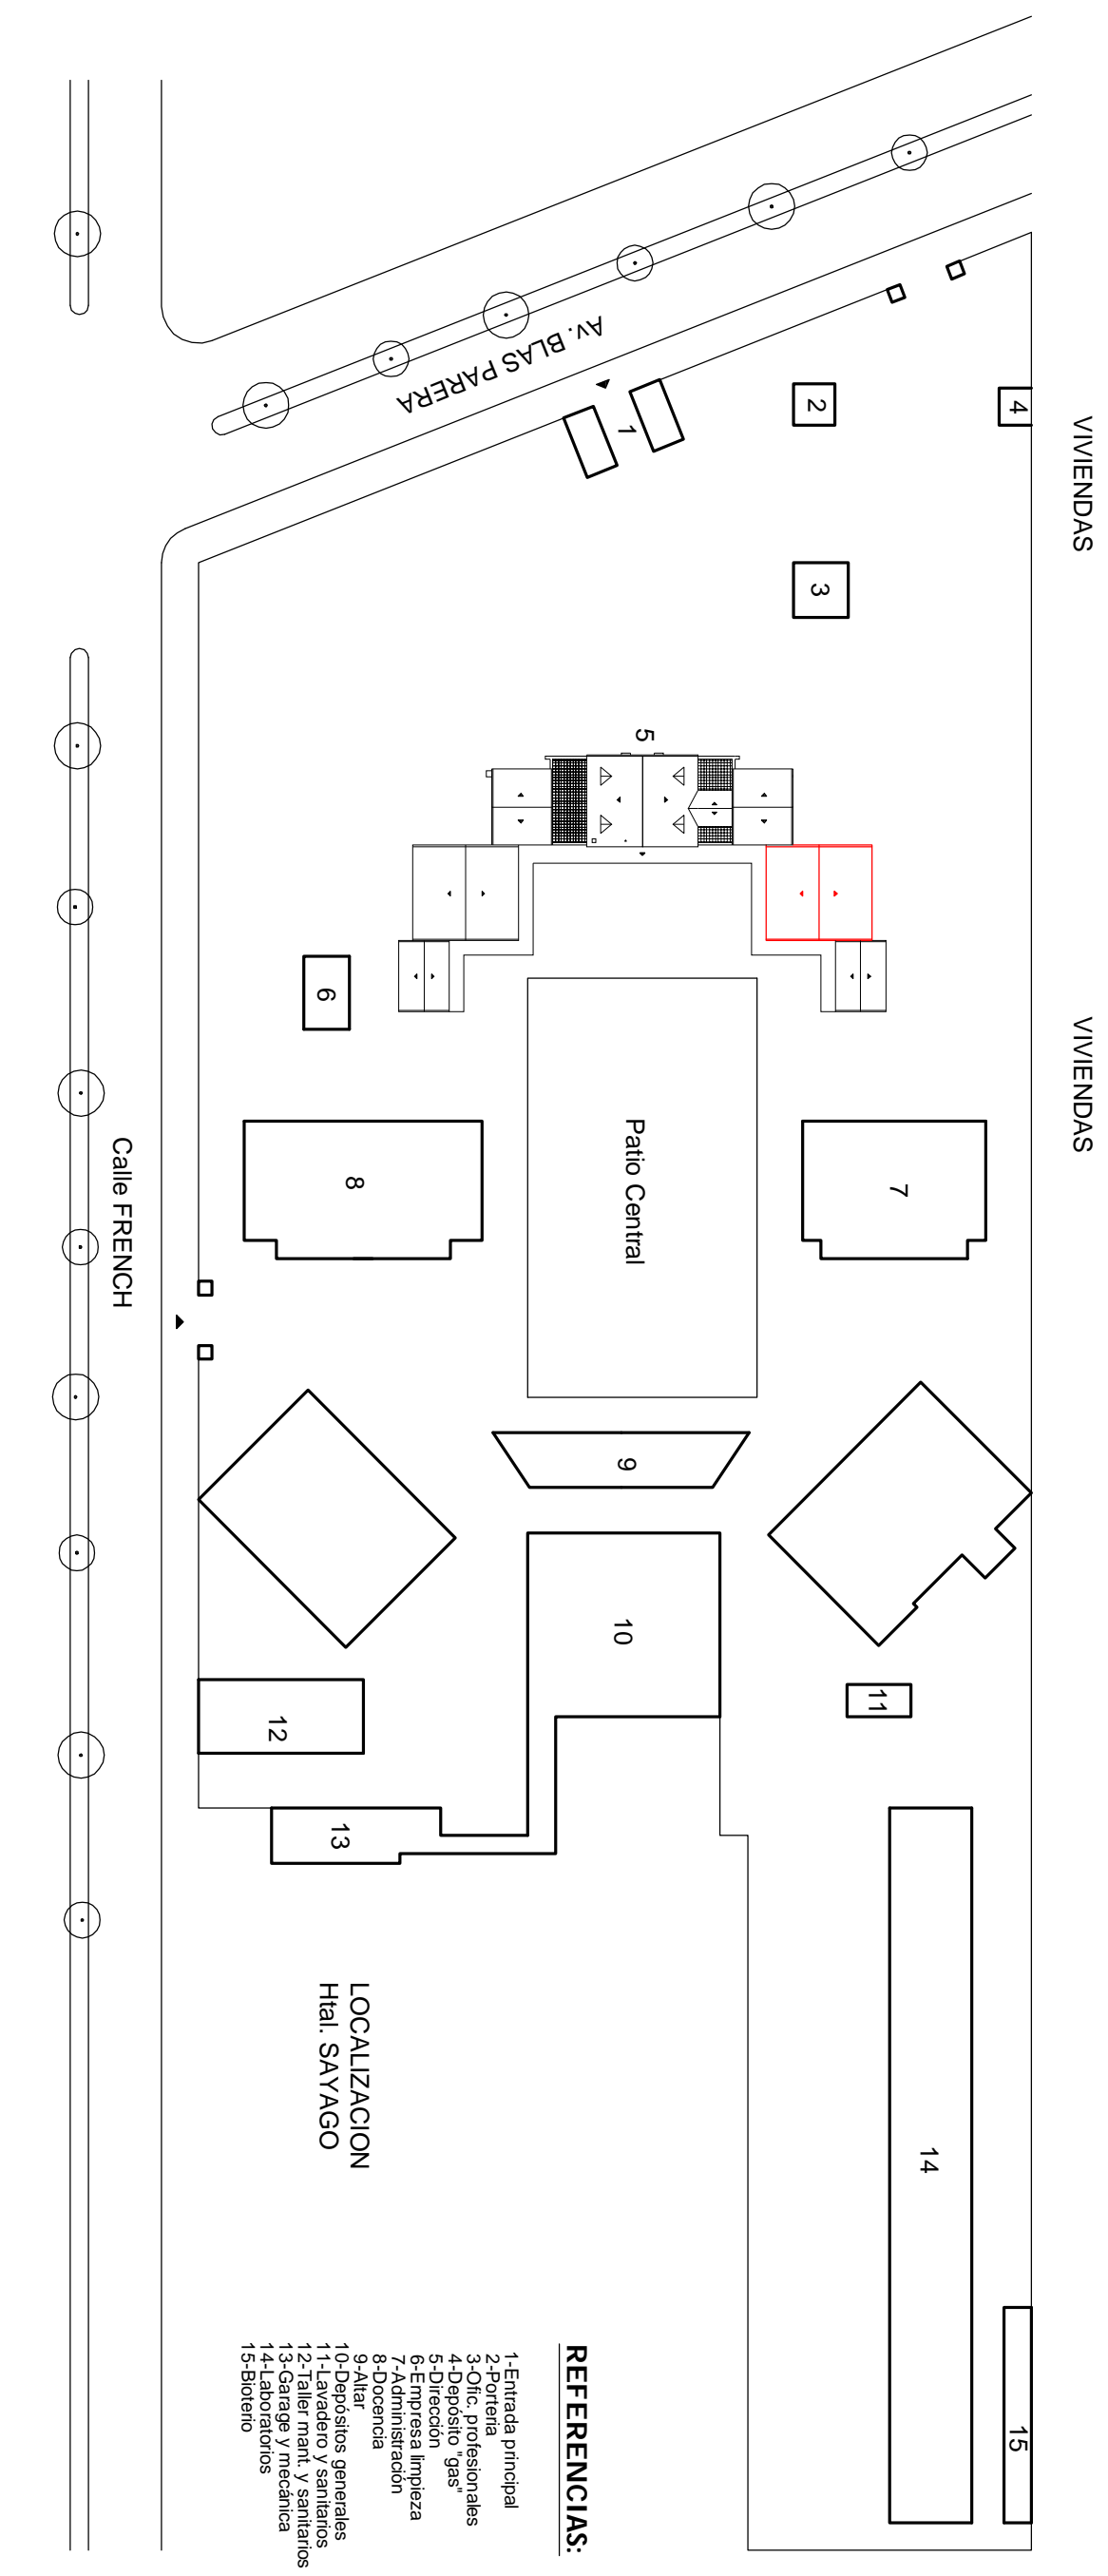 VIVIENDAS
VIVIENDAS
Av. BLAS PARERA
1
2
4
3
5
6
7
8
Patio Central
Calle FRENCH
9
10
11
12
13
14
15
LOCALIZACION
Htal. SAYAGO
REFERENCIAS:
1-Entrada principal
2-Porteria
3-Ofic. profesionales
4-Depósito "gas"
5-Dirección
6-Empresa limpieza
7-Administración
8-Docencia
9-Altar
10-Depósitos generales
11-Lavadero y sanitarios
12-Taller mant. y sanitarios
13-Garage y mecánica
14-Laboratorios
15-Bioterio